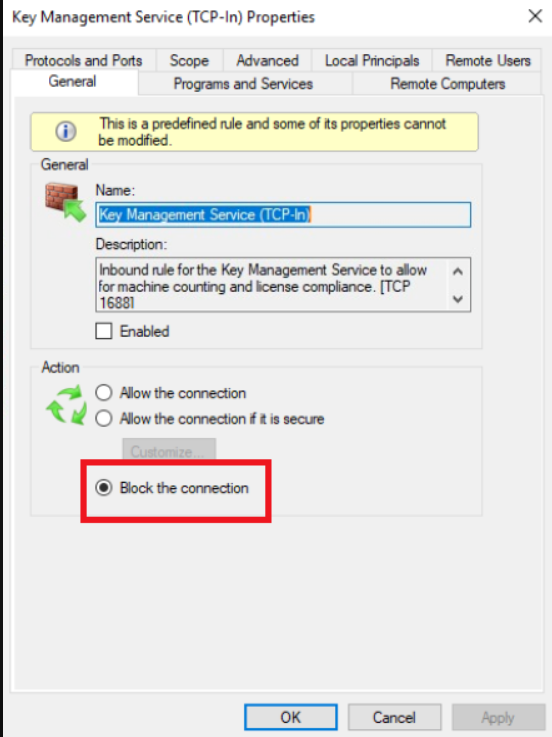 Key Management Service (TCP-In) Properties
Protocols and Ports Scope Advanced Local Principals Remote Users
General Programs and Services Remote Computers
This is a predefined rule and some of its properties cannot
be modified.
General
Name:
Key Management Service (TCP-In)
Description:
Inbound rule for the Key Management Service to allow
for machine counting and license compliance. [TCP
1688]
Enabled
Action
Allow the connection
Allow the connection if it is secure
Customize...
Block the connection
OK Cancel Apply